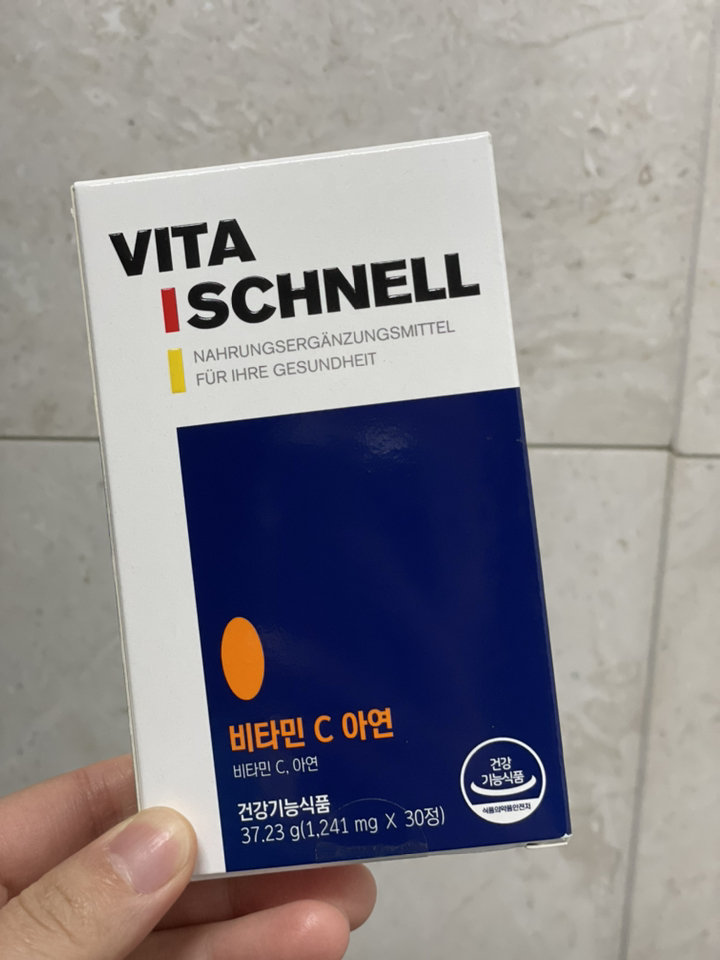 VITA
SCHNELL
NAHRUNGSERGÄNZUNGSMITTEL
FÜR IHRE GESUNDHEIT
비타민 C 아연
비타민 C, 아연
건강기능식품
37.23 g(1,241 mg X 30정)
건강
기능식품
식품의약품안전처